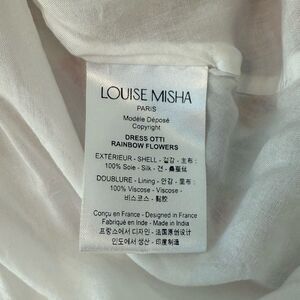 LOUISE MISHA
PARIS
Modèle Déposé
Copyright
DRESS OTTI
RAINBOW FLOWERS
EXTÉRIEUR - SHELL - 겉감 - 主布 :
100% Soie - Silk - 견 - 桑蚕丝
DOUBLURE - Lining - 안감 - 里布 :
100% Viscose - Viscose -
비스코스 - 黏胶
Conçu en France - Designed in France
Fabriqué en Inde - Made in India
프랑스에서 디자인 - 法国原创设计
인도에서 생산 - 印度制造